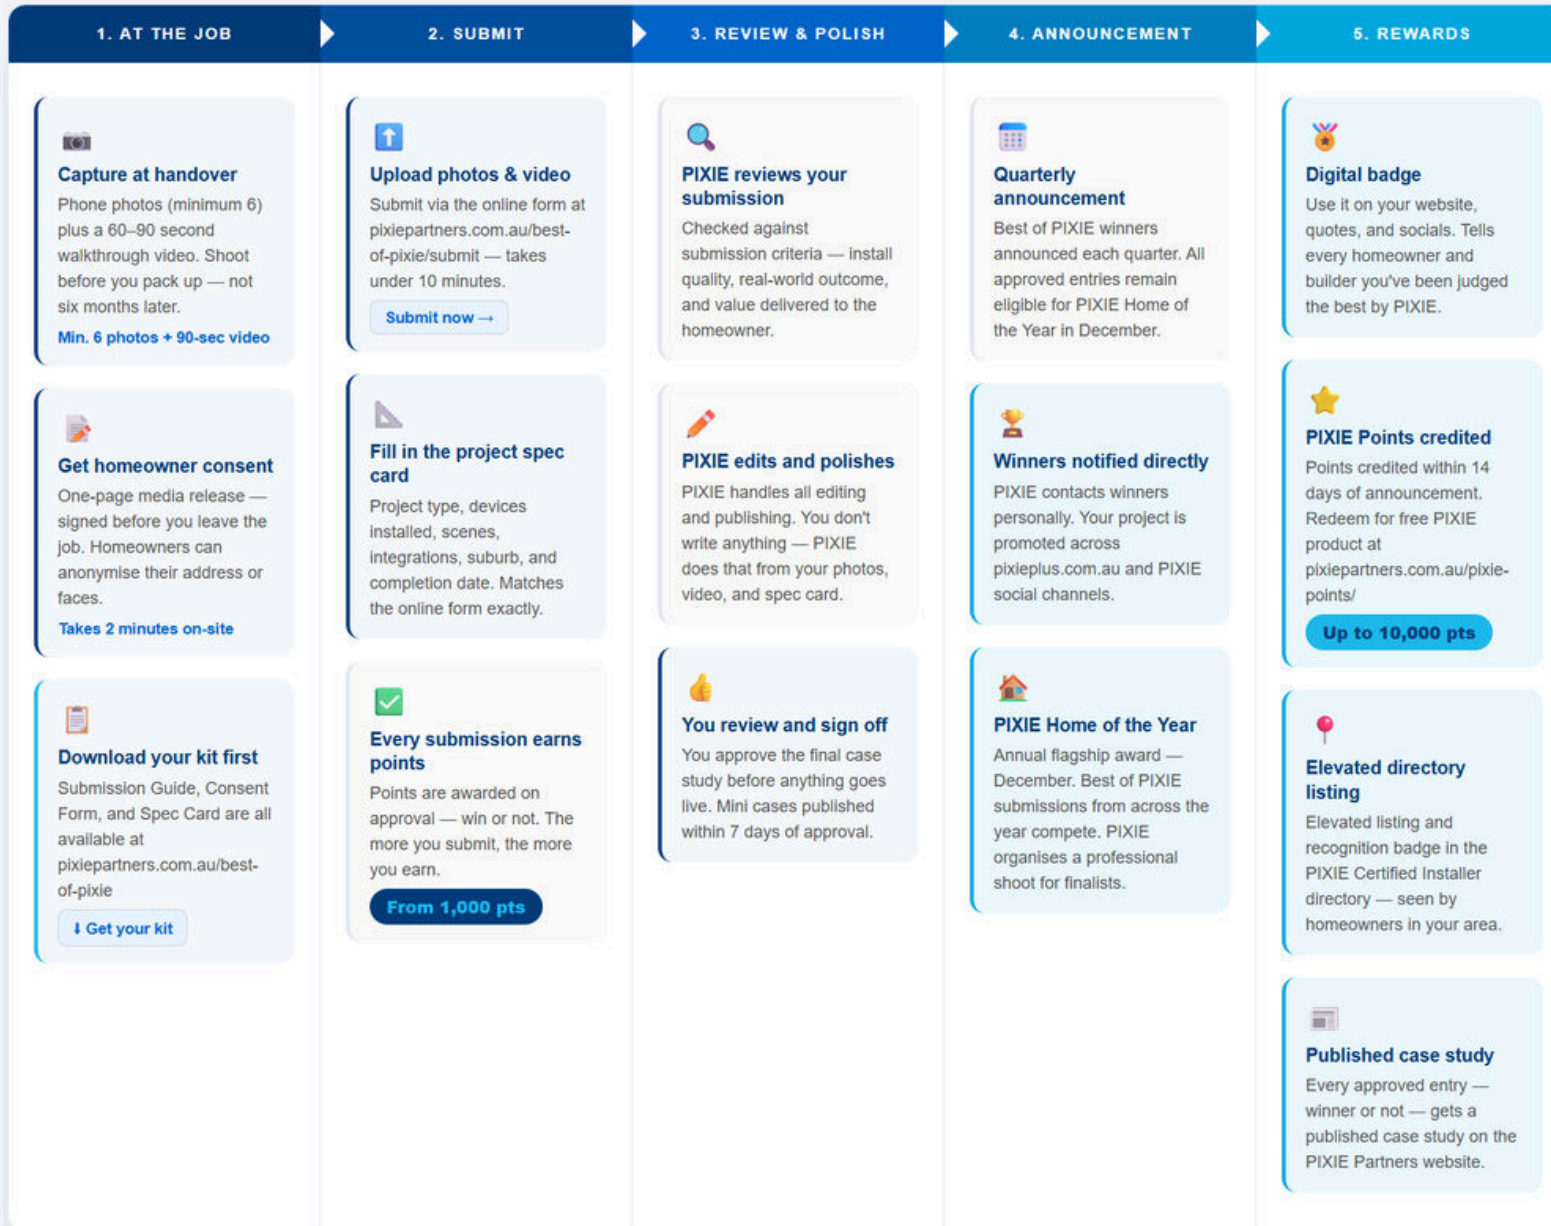 1. AT THE JOB
2. SUBMIT
3. REVIEW & POLISH
4. ANNOUNCEMENT
5. REWARDS
Capture at handover
Phone photos (minimum 6)
plus a 60–90 second
walkthrough video. Shoot
before you pack up — not
six months later.
Min. 6 photos + 90-sec video
Get homeowner consent
One-page media release —
signed before you leave the
job. Homeowners can
anonymise their address or
faces.
Takes 2 minutes on-site
Download your kit first
Submission Guide, Consent
Form, and Spec Card are all
available at
pixiepartners.com.au/best-
of-pixie
⬇ Get your kit
Upload photos & video
Submit via the online form at
pixiepartners.com.au/best-
of-pixie/submit — takes
under 10 minutes.
Submit now →
Fill in the project spec
card
Project type, devices
installed, scenes,
integrations, suburb, and
completion date. Matches
the online form exactly.
Every submission earns
points
Points are awarded on
approval — win or not. The
more you submit, the more
you earn.
From 1,000 pts
PIXIE reviews your
submission
Checked against
submission criteria — install
quality, real-world outcome,
and value delivered to the
homeowner.
PIXIE edits and polishes
PIXIE handles all editing
and publishing. You don't
write anything — PIXIE
does that from your photos,
video, and spec card.
You review and sign off
You approve the final case
study before anything goes
live. Mini cases published
within 7 days of approval.
Quarterly
announcement
Best of PIXIE winners
announced each quarter. All
approved entries remain
eligible for PIXIE Home of
the Year in December.
Winners notified directly
PIXIE contacts winners
personally. Your project is
promoted across
pixieplus.com.au and PIXIE
social channels.
PIXIE Home of the Year
Annual flagship award —
December. Best of PIXIE
submissions from across the
year compete. PIXIE
organises a professional
shoot for finalists.
Digital badge
Use it on your website,
quotes, and socials. Tells
every homeowner and
builder you've been judged
the best by PIXIE.
PIXIE Points credited
Points credited within 14
days of announcement.
Redeem for free PIXIE
product at
pixiepartners.com.au/pixie-
points/
Up to 10,000 pts
Elevated directory
listing
Elevated listing and
recognition badge in the
PIXIE Certified Installer
directory — seen by
homeowners in your area.
Published case study
Every approved entry —
winner or not — gets a
published case study on the
PIXIE Partners website.